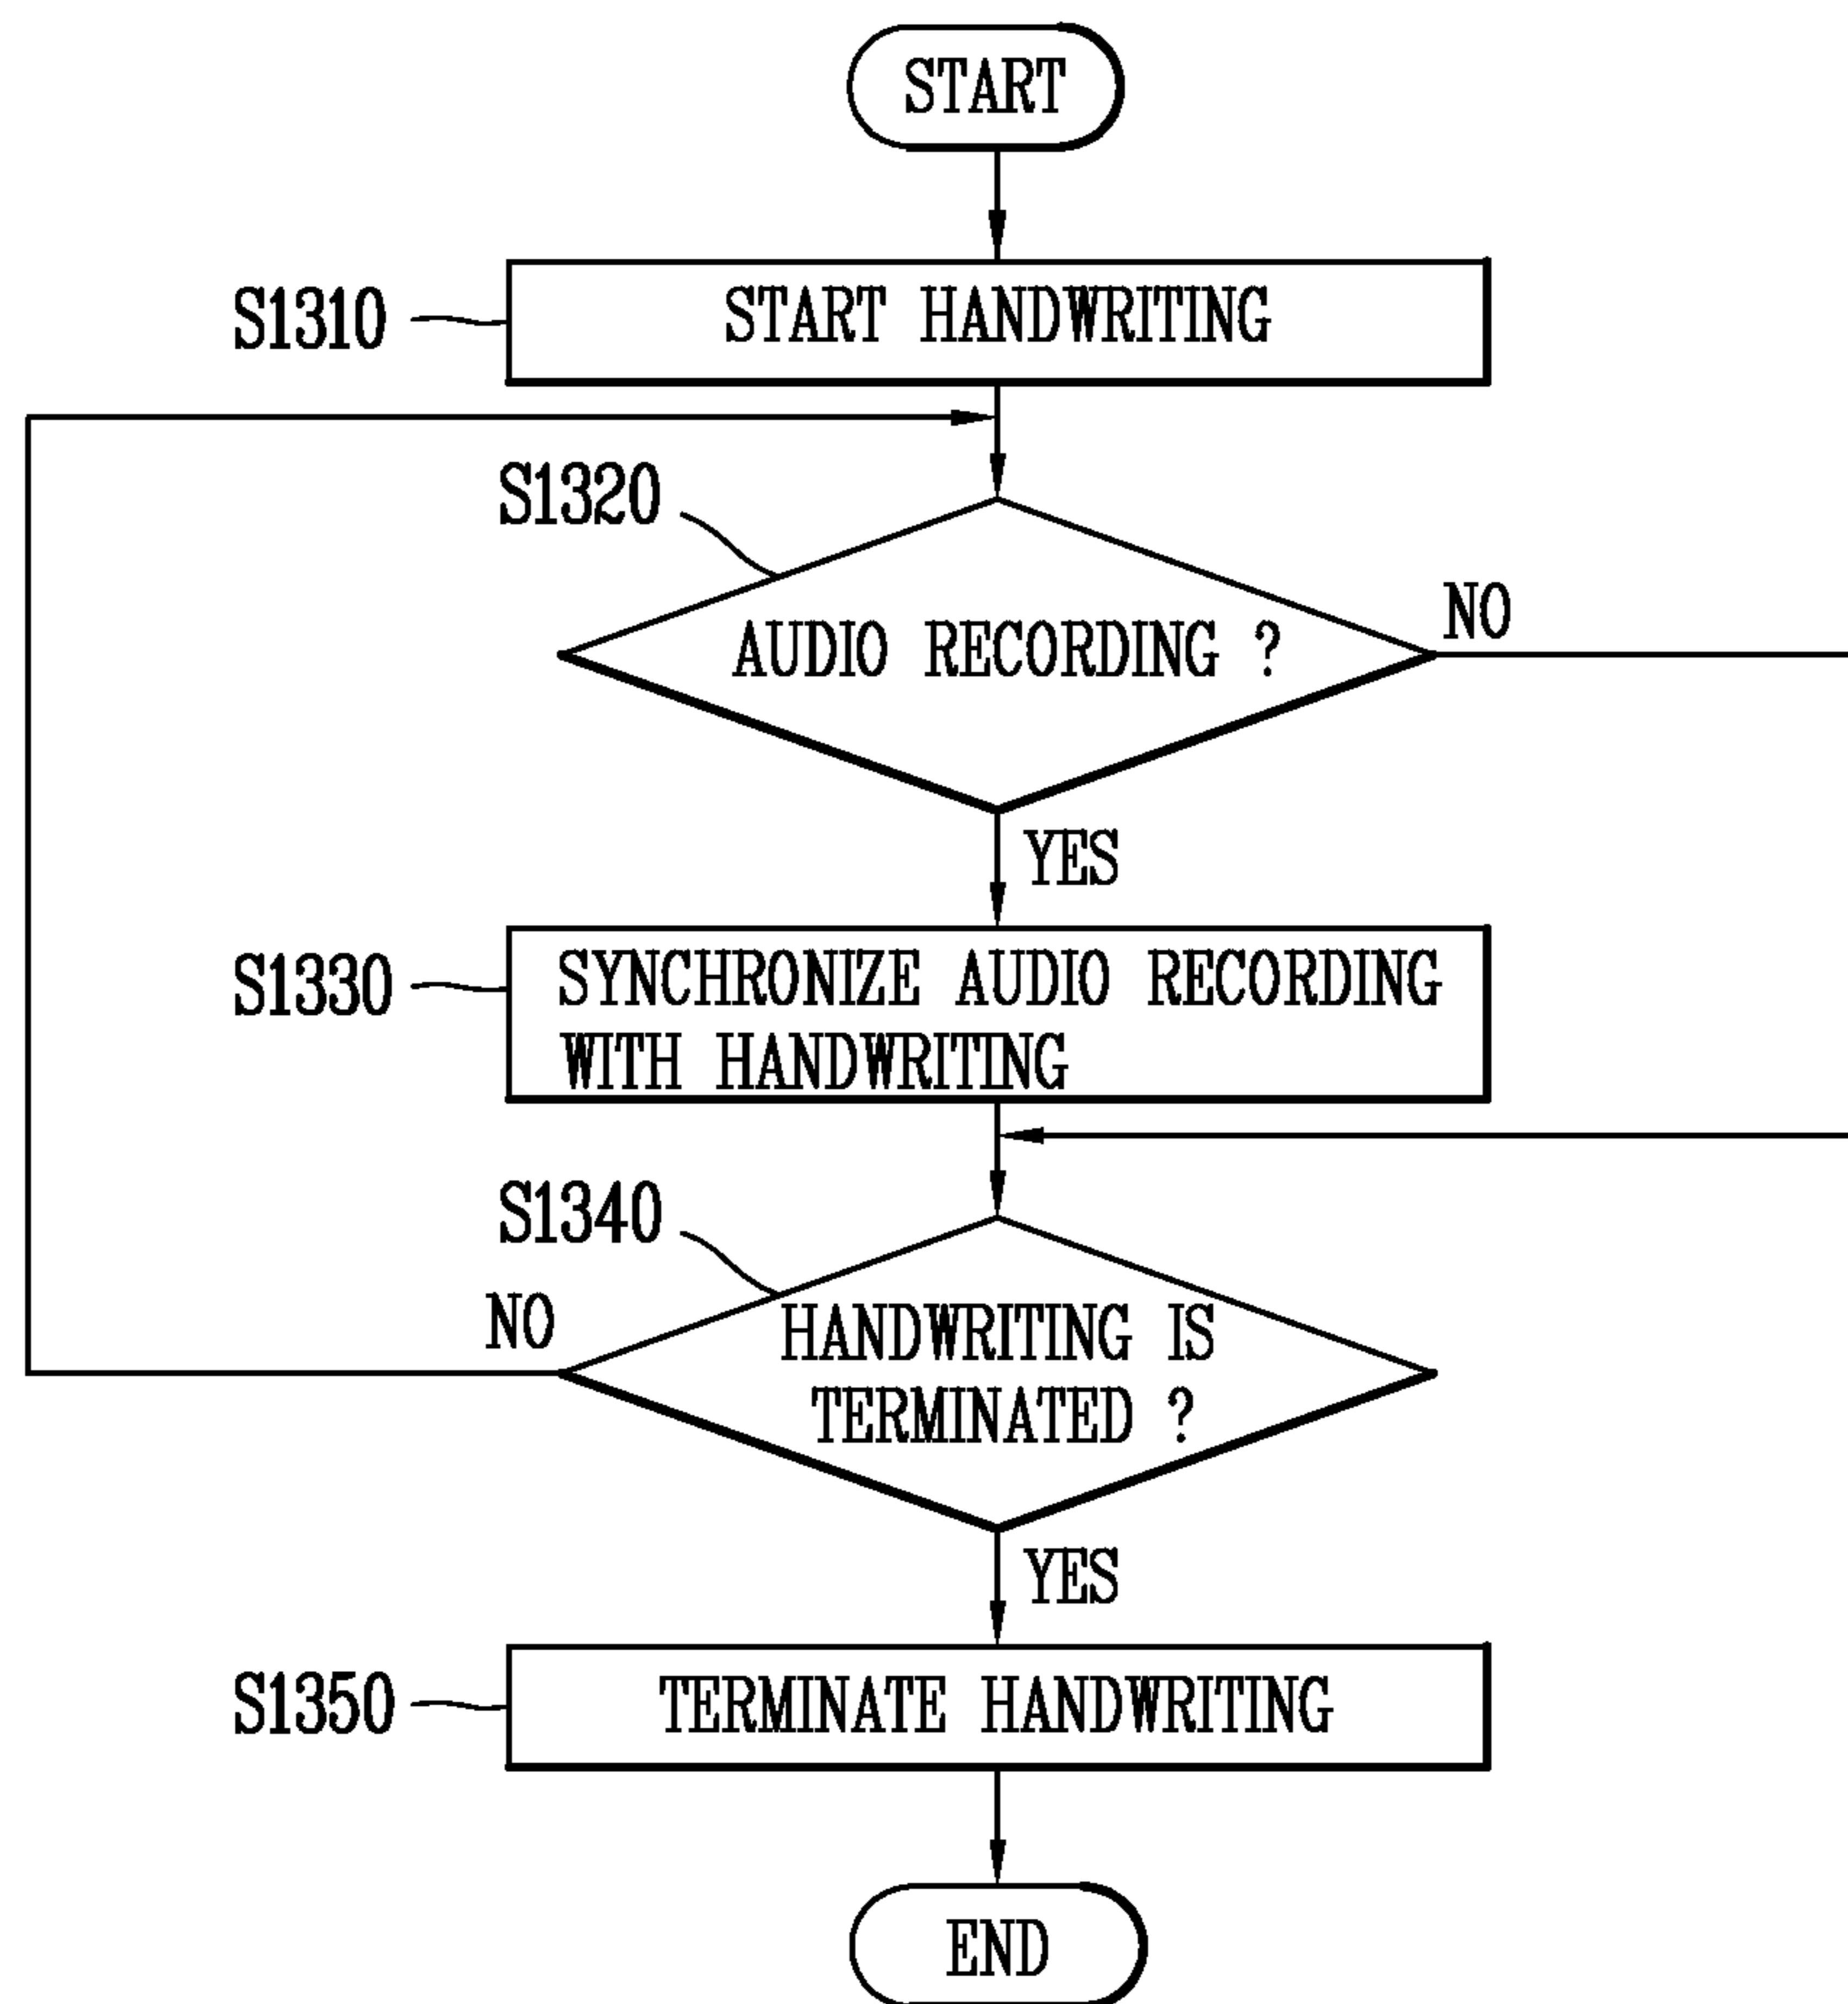 START
S1310
START HANDWRITING
S1320
AUDIO RECORDING ?
NO
YES
S1330
SYNCHRONIZE AUDIO RECORDING
WITH HANDWRITING
S1340
NO
HANDWRITING IS
TERMINATED ?
YES
S1350
TERMINATE HANDWRITING
END